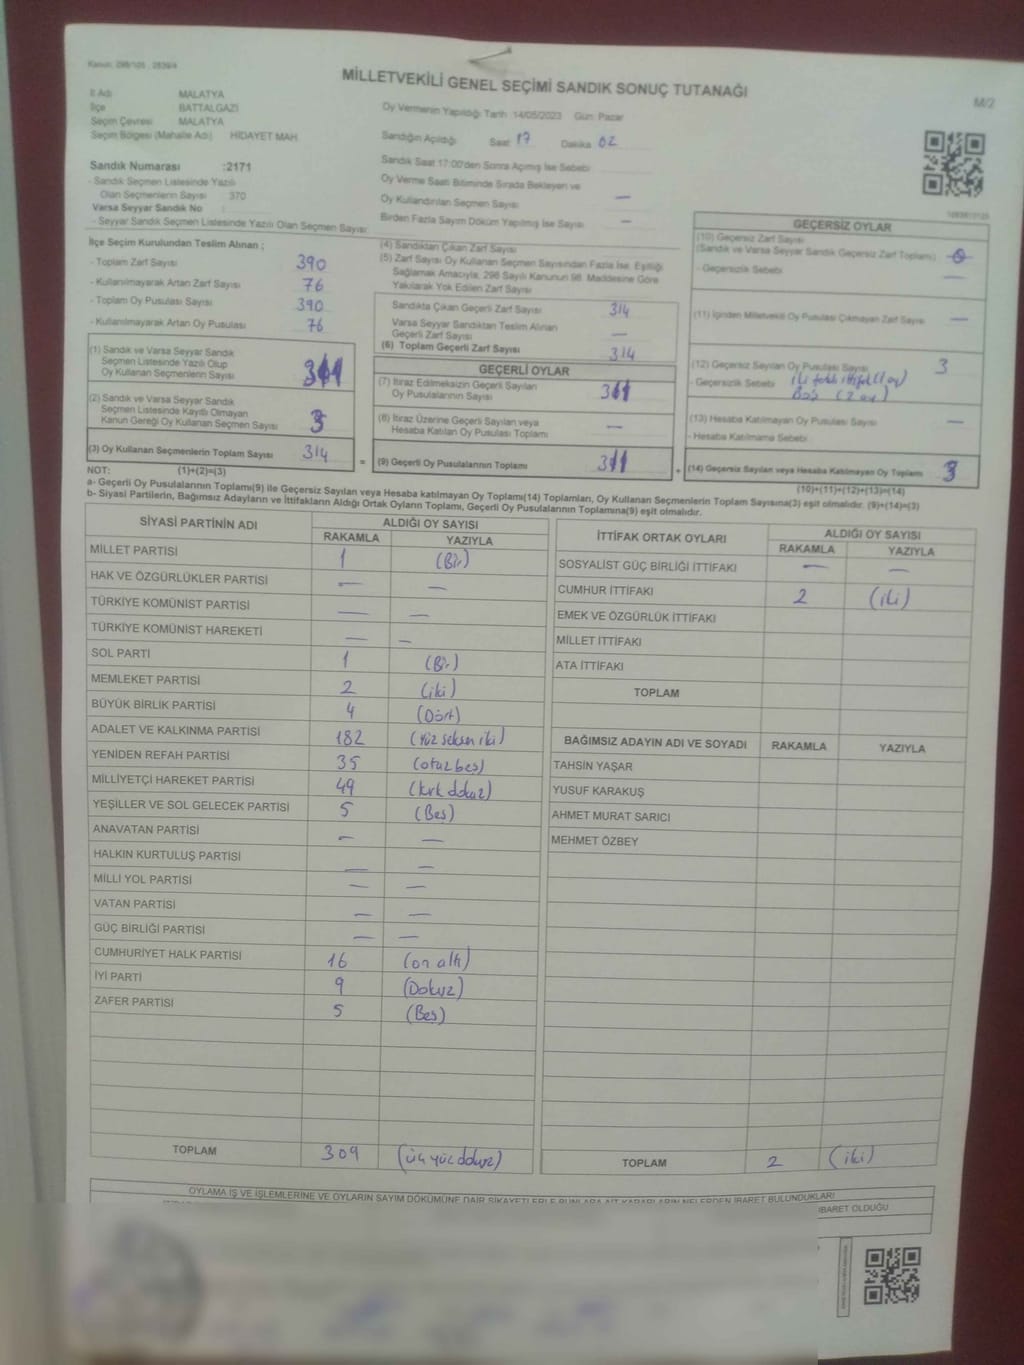 Kanun: 298/105 , 2839/4
MİLLETVEKİLİ GENEL SEÇİMİ SANDIK SONUÇ TUTANAĞI
M/2
İl Adı MALATYA
İlçe BATTALGAZİ
Seçim Çevresi MALATYA
Seçim Bölgesi (Mahalle Adı) HİDAYET MAH.
Oy Vermenin Yapıldığı Tarih 14/05/2023 Gün: Pazar
Sandığın Açıldığı Saat 17 Dakika 02
Sandık Saat 17:00'den Sonra Açılmış İse Sebebi
Oy Verme Saati Bitiminde Sırada Bekleyen ve
Oy Kullandırılan Seçmen Sayısı —
Birden Fazla Sayım Döküm Yapılmış İse Sayısı —
Sandık Numarası :2171
- Sandık Seçmen Listesinde Yazılı
Olan Seçmenlerin Sayısı 370
Varsa Seyyar Sandık No :
- Seyyar Sandık Seçmen Listesinde Yazılı Olan Seçmen Sayısı:
İlçe Seçim Kurulundan Teslim Alınan ;
- Toplam Zarf Sayısı 390
- Kullanılmayarak Artan Zarf Sayısı 76
- Toplam Oy Pusulası Sayısı 390
- Kullanılmayarak Artan Oy Pusulası 76
(1) Sandık ve Varsa Seyyar Sandık
Seçmen Listesinde Yazılı Olup
Oy Kullanan Seçmenlerin Sayısı 311
(2) Sandık ve Varsa Seyyar Sandık
Seçmen Listesinde Kayıtlı Olmayan
Kanun Gereği Oy Kullanan Seçmen Sayısı 3
(3) Oy Kullanan Seçmenlerin Toplam Sayısı 314
(4) Sandıktan Çıkan Zarf Sayısı
(5) Zarf Sayısı Oy Kullanan Seçmen Sayısından Fazla İse, Eşitliği
Sağlamak Amacıyla, 298 Sayılı Kanunun 98. Maddesine Göre
Yakılarak Yok Edilen Zarf Sayısı
Sandıkta Çıkan Geçerli Zarf Sayısı 314
Varsa Seyyar Sandıktan Teslim Alınan
Geçerli Zarf Sayısı —
(6) Toplam Geçerli Zarf Sayısı 314
GEÇERLİ OYLAR
(7) İtiraz Edilmeksizin Geçerli Sayılan
Oy Pusulalarının Sayısı 311
(8) İtiraz Üzerine Geçerli Sayılan veya
Hesaba Katılan Oy Pusulası Toplamı —
= (9) Geçerli Oy Pusulalarının Toplamı 311 +
GEÇERSİZ OYLAR
(10) Geçersiz Zarf Sayısı
(Sandık ve Varsa Seyyar Sandık Geçersiz Zarf Toplamı)
- Geçersizlik Sebebi —
(11) İçinden Milletvekili Oy Pusulası Çıkmayan Zarf Sayısı —
(12) Geçersiz Sayılan Oy Pusulası Sayısı 3
- Geçersizlik Sebebi iki farklı ittifak (1 oy)
Boş (2 oy)
(13) Hesaba Katılmayan Oy Pusulası Sayısı —
- Hesaba Katılmama Sebebi
(14) Geçersiz Sayılan veya Hesaba Katılmayan Oy Toplamı 3
NOT: (1)+(2)=(3)
(10)+(11)+(12)+(13)=(14)
a- Geçerli Oy Pusulalarının Toplamı(9) ile Geçersiz Sayılan veya Hesaba katılmayan Oy Toplamı(14) Toplamları, Oy Kullanan Seçmenlerin Toplam Sayısına(3) eşit olmalıdır. (9)+(14)=(3)
b- Siyasi Partilerin, Bağımsız Adayların ve İttifakların Aldığı Ortak Oyların Toplamı, Geçerli Oy Pusulalarının Toplamına(9) eşit olmalıdır.
SİYASİ PARTİNİN ADI ALDIĞI OY SAYISI
RAKAMLA YAZIYLA
MİLLET PARTİSİ 1 (Bir)
HAK VE ÖZGÜRLÜKLER PARTİSİ — —
TÜRKİYE KOMÜNİST PARTİSİ — —
TÜRKİYE KOMÜNİST HAREKETİ — —
SOL PARTİ 1 (Bir)
MEMLEKET PARTİSİ 2 (iki)
BÜYÜK BİRLİK PARTİSİ 4 (Dört)
ADALET VE KALKINMA PARTİSİ 182 (Yüz seksen iki)
YENİDEN REFAH PARTİSİ 35 (otuz beş)
MİLLİYETÇİ HAREKET PARTİSİ 49 (kırk dokuz)
YEŞİLLER VE SOL GELECEK PARTİSİ 5 (Beş)
ANAVATAN PARTİSİ — —
HALKIN KURTULUŞ PARTİSİ — —
MİLLİ YOL PARTİSİ — —
VATAN PARTİSİ — —
GÜÇ BİRLİĞİ PARTİSİ — —
CUMHURİYET HALK PARTİSİ 16 (on altı)
İYİ PARTİ 9 (Dokuz)
ZAFER PARTİSİ 5 (Beş)
TOPLAM 309 (üç yüz dokuz)
İTTİFAK ORTAK OYLARI ALDIĞI OY SAYISI
RAKAMLA YAZIYLA
SOSYALİST GÜÇ BİRLİĞİ İTTİFAKI — —
CUMHUR İTTİFAKI 2 (iki)
EMEK VE ÖZGÜRLÜK İTTİFAKI
MİLLET İTTİFAKI
ATA İTTİFAKI
TOPLAM
BAĞIMSIZ ADAYIN ADI VE SOYADI RAKAMLA YAZIYLA
TAHSİN YAŞAR
YUSUF KARAKUŞ
AHMET MURAT SARICI
MEHMET ÖZBEY
TOPLAM 2 (iki)
OYLAMA İŞ VE İŞLEMLERİNE VE OYLARIN SAYIM DÖKÜMÜNE DAİR ŞİKAYETLERLE BUNLARA AİT KARARLARIN NELERDEN İBARET BULUNDUKLARI
İBARET OLDUĞU